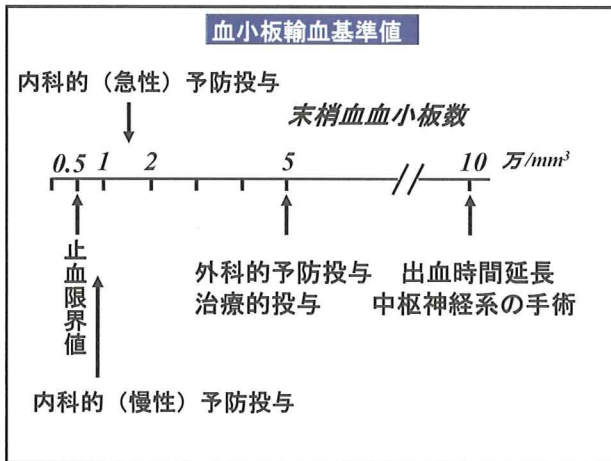 血小板輸血基準値
内科的（急性）予防投与
末梢血血小板数
0.5 1 2 5 10 万/mm³
止血限界値
外科的予防投与
治療的投与
出血時間延長
中枢神経系の手術
内科的（慢性）予防投与